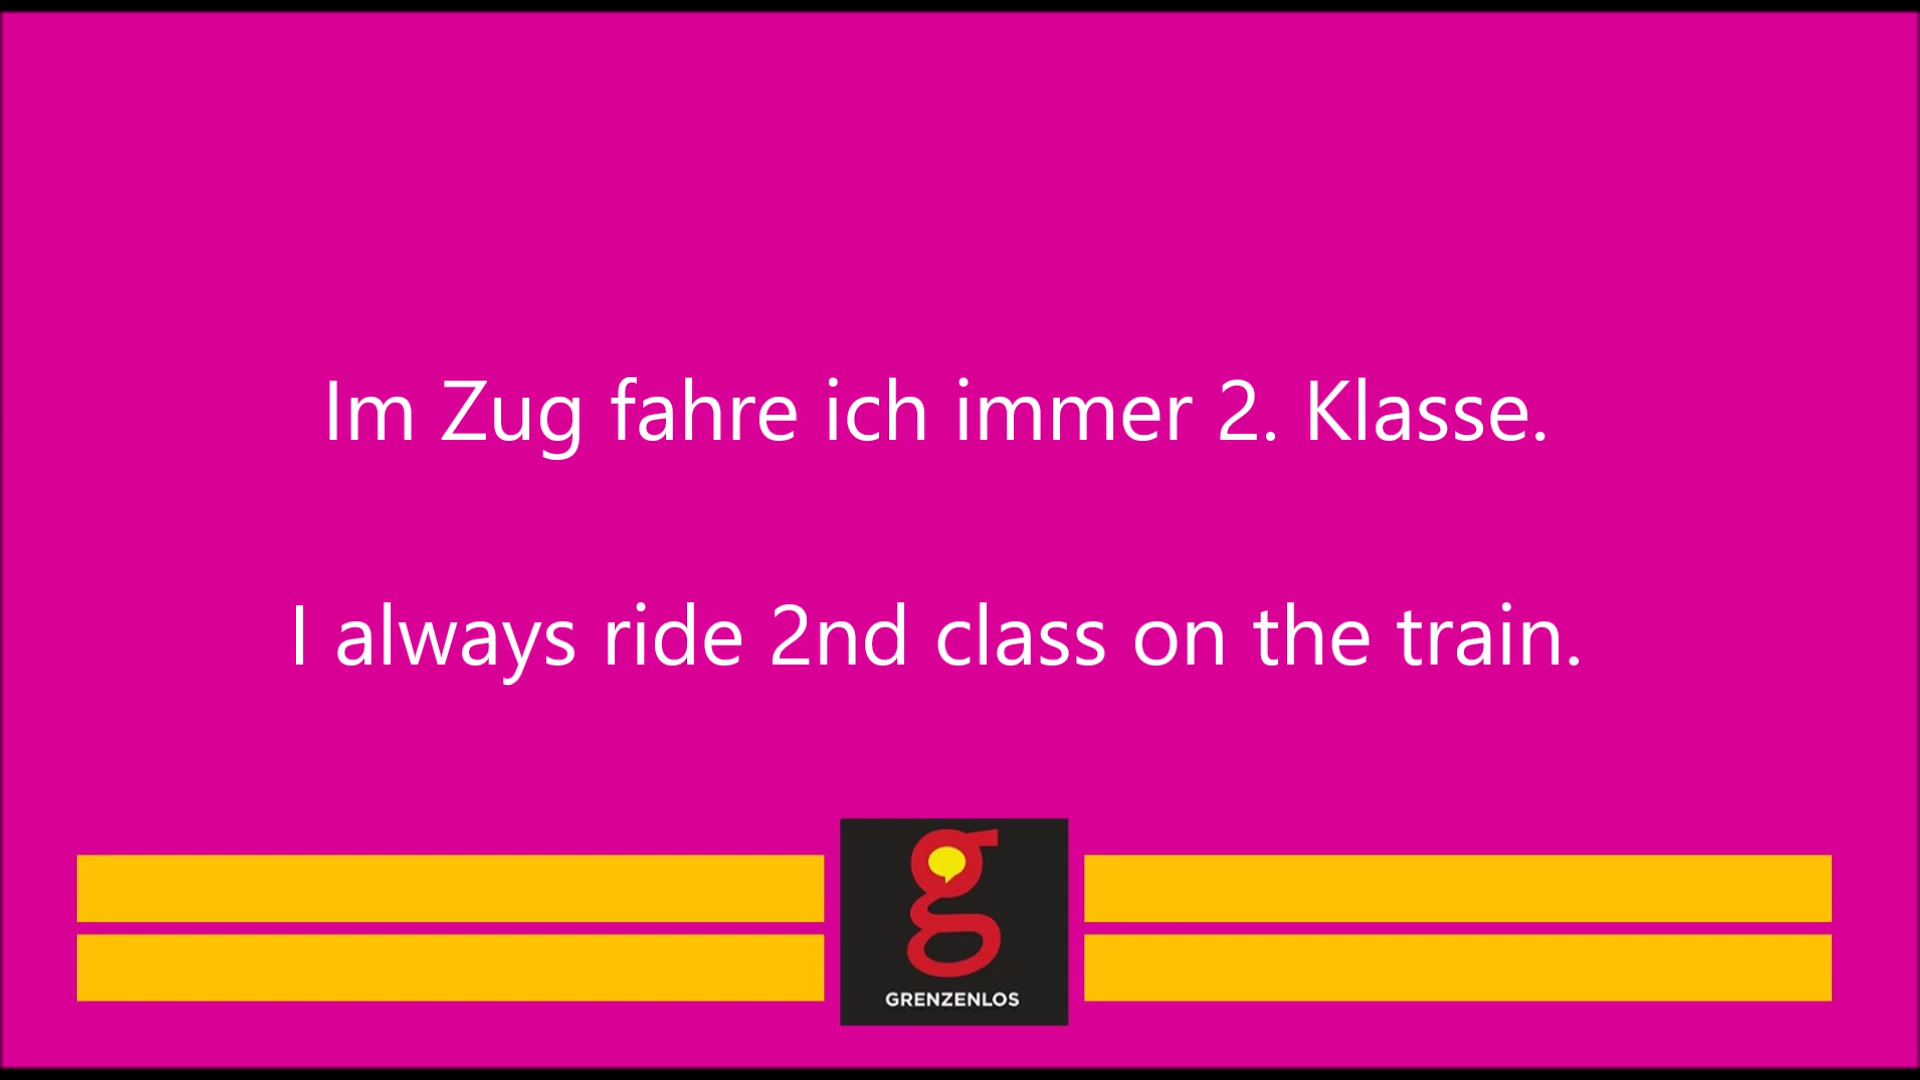 Im Zug fahre ich immer 2. Klasse.
I always ride 2nd class on the train.
g
GRENZENLOS